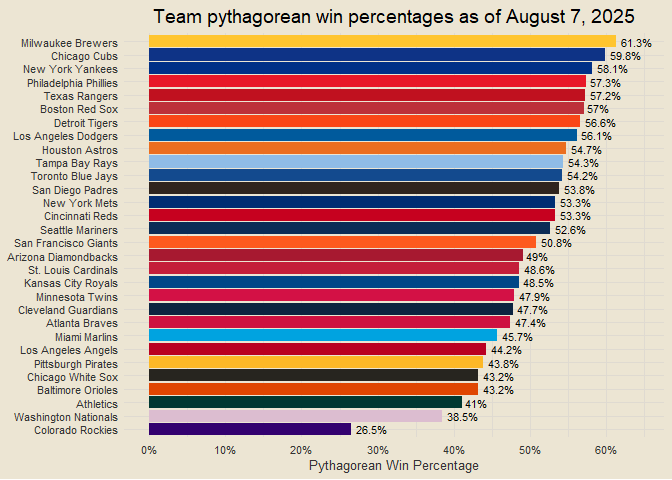 Team pythagorean win percentages as of August 7, 2025
Milwaukee Brewers 61.3%
Chicago Cubs 59.8%
New York Yankees 58.1%
Philadelphia Phillies 57.3%
Texas Rangers 57.2%
Boston Red Sox 57%
Detroit Tigers 56.6%
Los Angeles Dodgers 56.1%
Houston Astros 54.7%
Tampa Bay Rays 54.3%
Toronto Blue Jays 54.2%
San Diego Padres 53.8%
New York Mets 53.3%
Cincinnati Reds 53.3%
Seattle Mariners 52.6%
San Francisco Giants 50.8%
Arizona Diamondbacks 49%
St. Louis Cardinals 48.6%
Kansas City Royals 48.5%
Minnesota Twins 47.9%
Cleveland Guardians 47.7%
Atlanta Braves 47.4%
Miami Marlins 45.7%
Los Angeles Angels 44.2%
Pittsburgh Pirates 43.8%
Chicago White Sox 43.2%
Baltimore Orioles 43.2%
Athletics 41%
Washington Nationals 38.5%
Colorado Rockies 26.5%
0% 10% 20% 30% 40% 50% 60%
Pythagorean Win Percentage